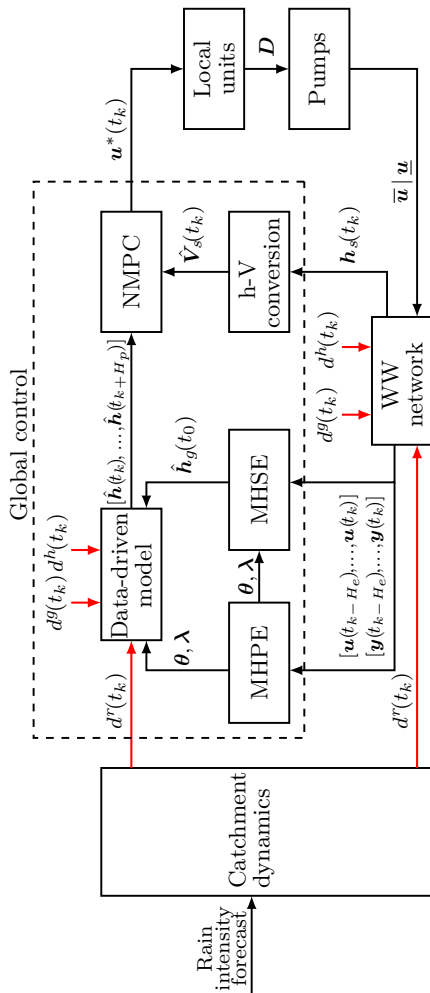 Rain
intensity
forecast
Catchment
dynamics
Global control
d^r(t_k)
d^g(t_k) d^h(t_k)
Data-driven
model
θ, λ
MHPE
θ, λ
MHSE
ĥ_g(t_0)
[ĥ(t_k),...,ĥ(t_{k+H_p})]
NMPC
V̂_s(t_k)
h-V
conversion
h_s(t_k)
u*(t_k)
Local
units
D
Pumps
u̅ | u̲
d^g(t_k)
d^h(t_k)
WW
network
[u(t_{k−H_e}),...,u(t_k)]
[y(t_{k−H_e}),...,y(t_k)]
d^r(t_k)